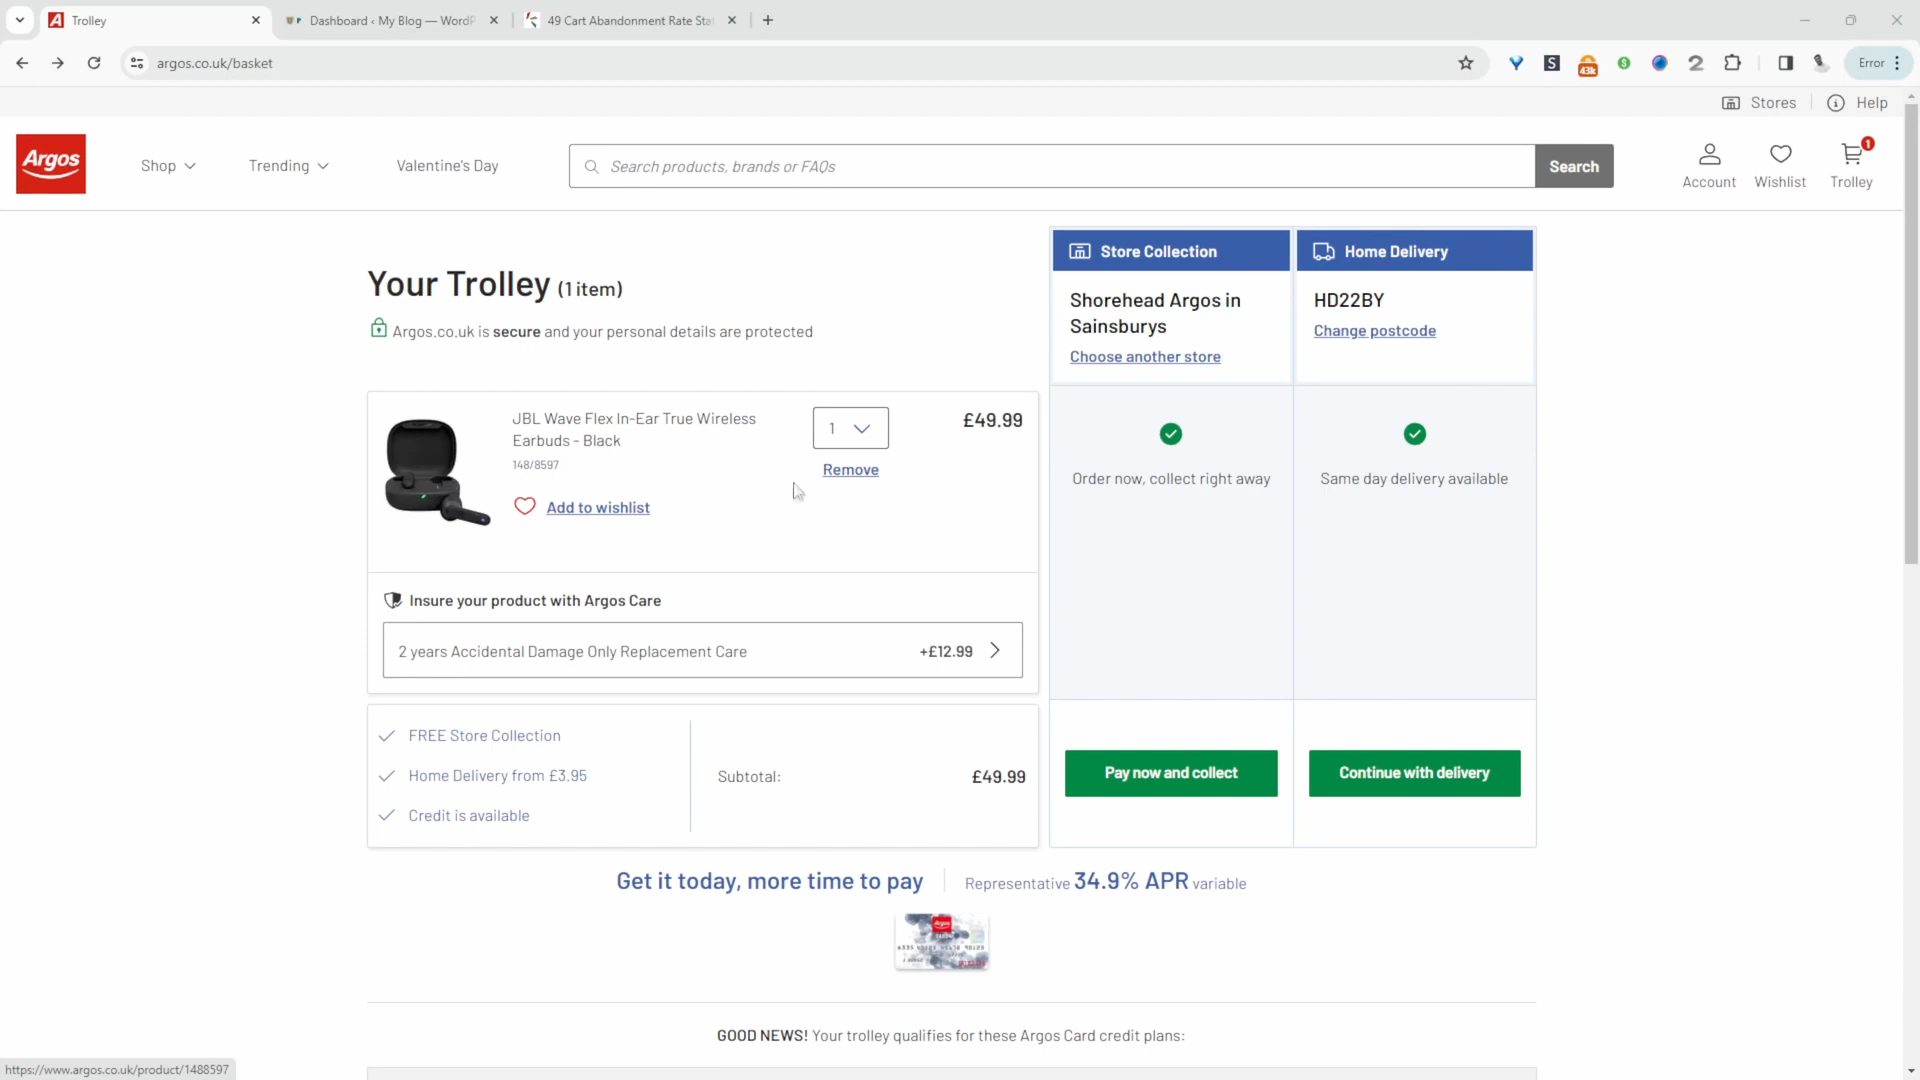 Trolley
Dashboard ‹ My Blog — WordP
49 Cart Abandonment Rate Sta
argos.co.uk/basket
S
43k
Error
Stores
Help
Argos
Shop
Trending
Valentine's Day
Search products, brands or FAQs
Search
Account
Wishlist
1
Trolley
Your Trolley (1 item)
Argos.co.uk is secure and your personal details are protected
Store Collection
Shorehead Argos in
Sainsburys
Choose another store
Home Delivery
HD22BY
Change postcode
JBL Wave Flex In-Ear True Wireless
Earbuds - Black
148/8597
Add to wishlist
1
Remove
£49.99
Order now, collect right away
Same day delivery available
Insure your product with Argos Care
2 years Accidental Damage Only Replacement Care
+£12.99
FREE Store Collection
Home Delivery from £3.95
Credit is available
Subtotal:
£49.99
Pay now and collect
Continue with delivery
Get it today, more time to pay
Representative 34.9% APR variable
Argos
GOOD NEWS! Your trolley qualifies for these Argos Card credit plans:
https://www.argos.co.uk/product/1488597